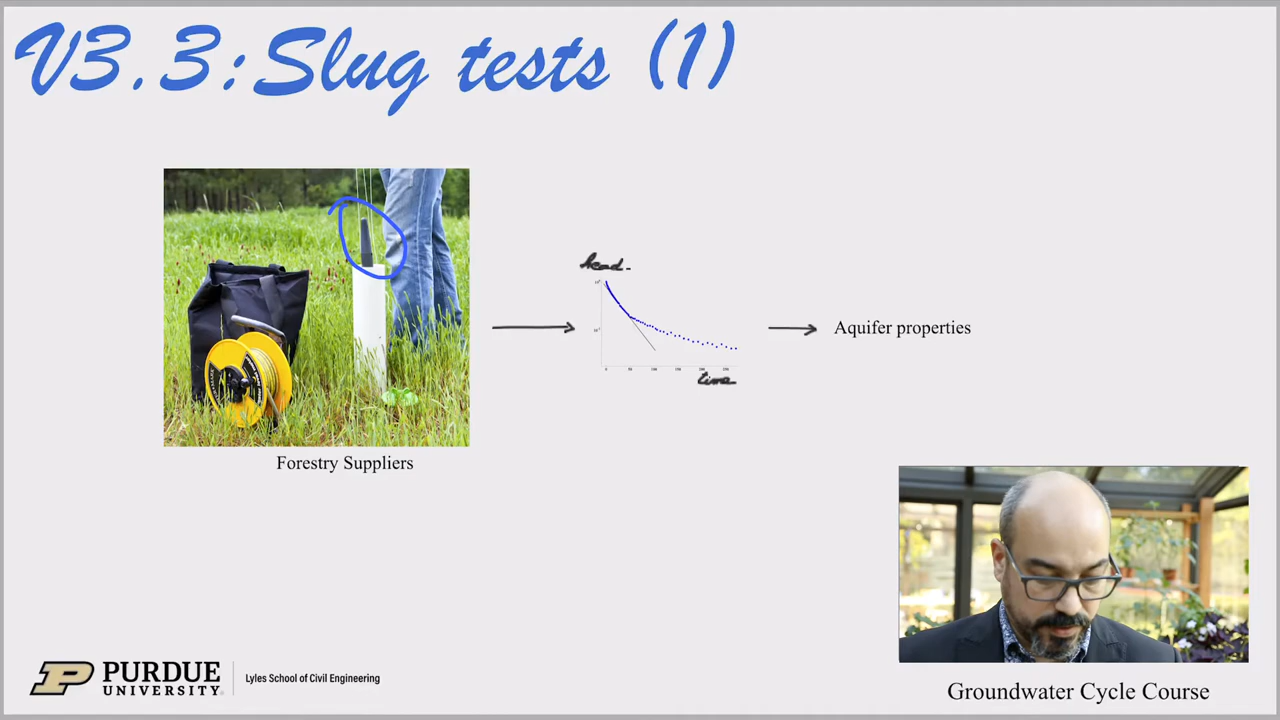 V3.3: Slug tests (1)
head.
time
Aquifer properties
Forestry Suppliers
PURDUE
UNIVERSITY
Lyles School of Civil Engineering
Groundwater Cycle Course